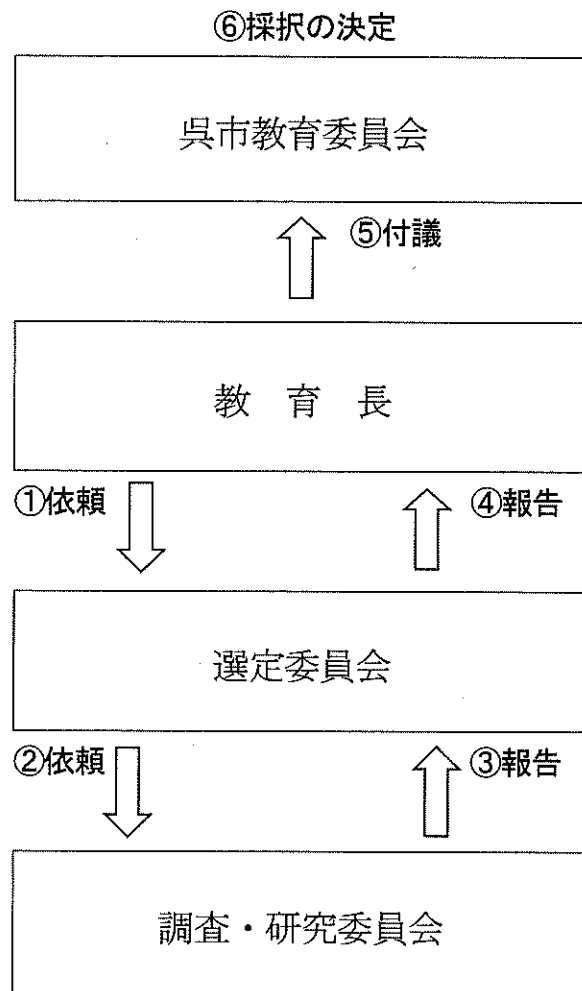 ⑥採択の決定
呉市教育委員会
⑤付議
教育長
①依頼
④報告
選定委員会
②依頼
③報告
調査・研究委員会